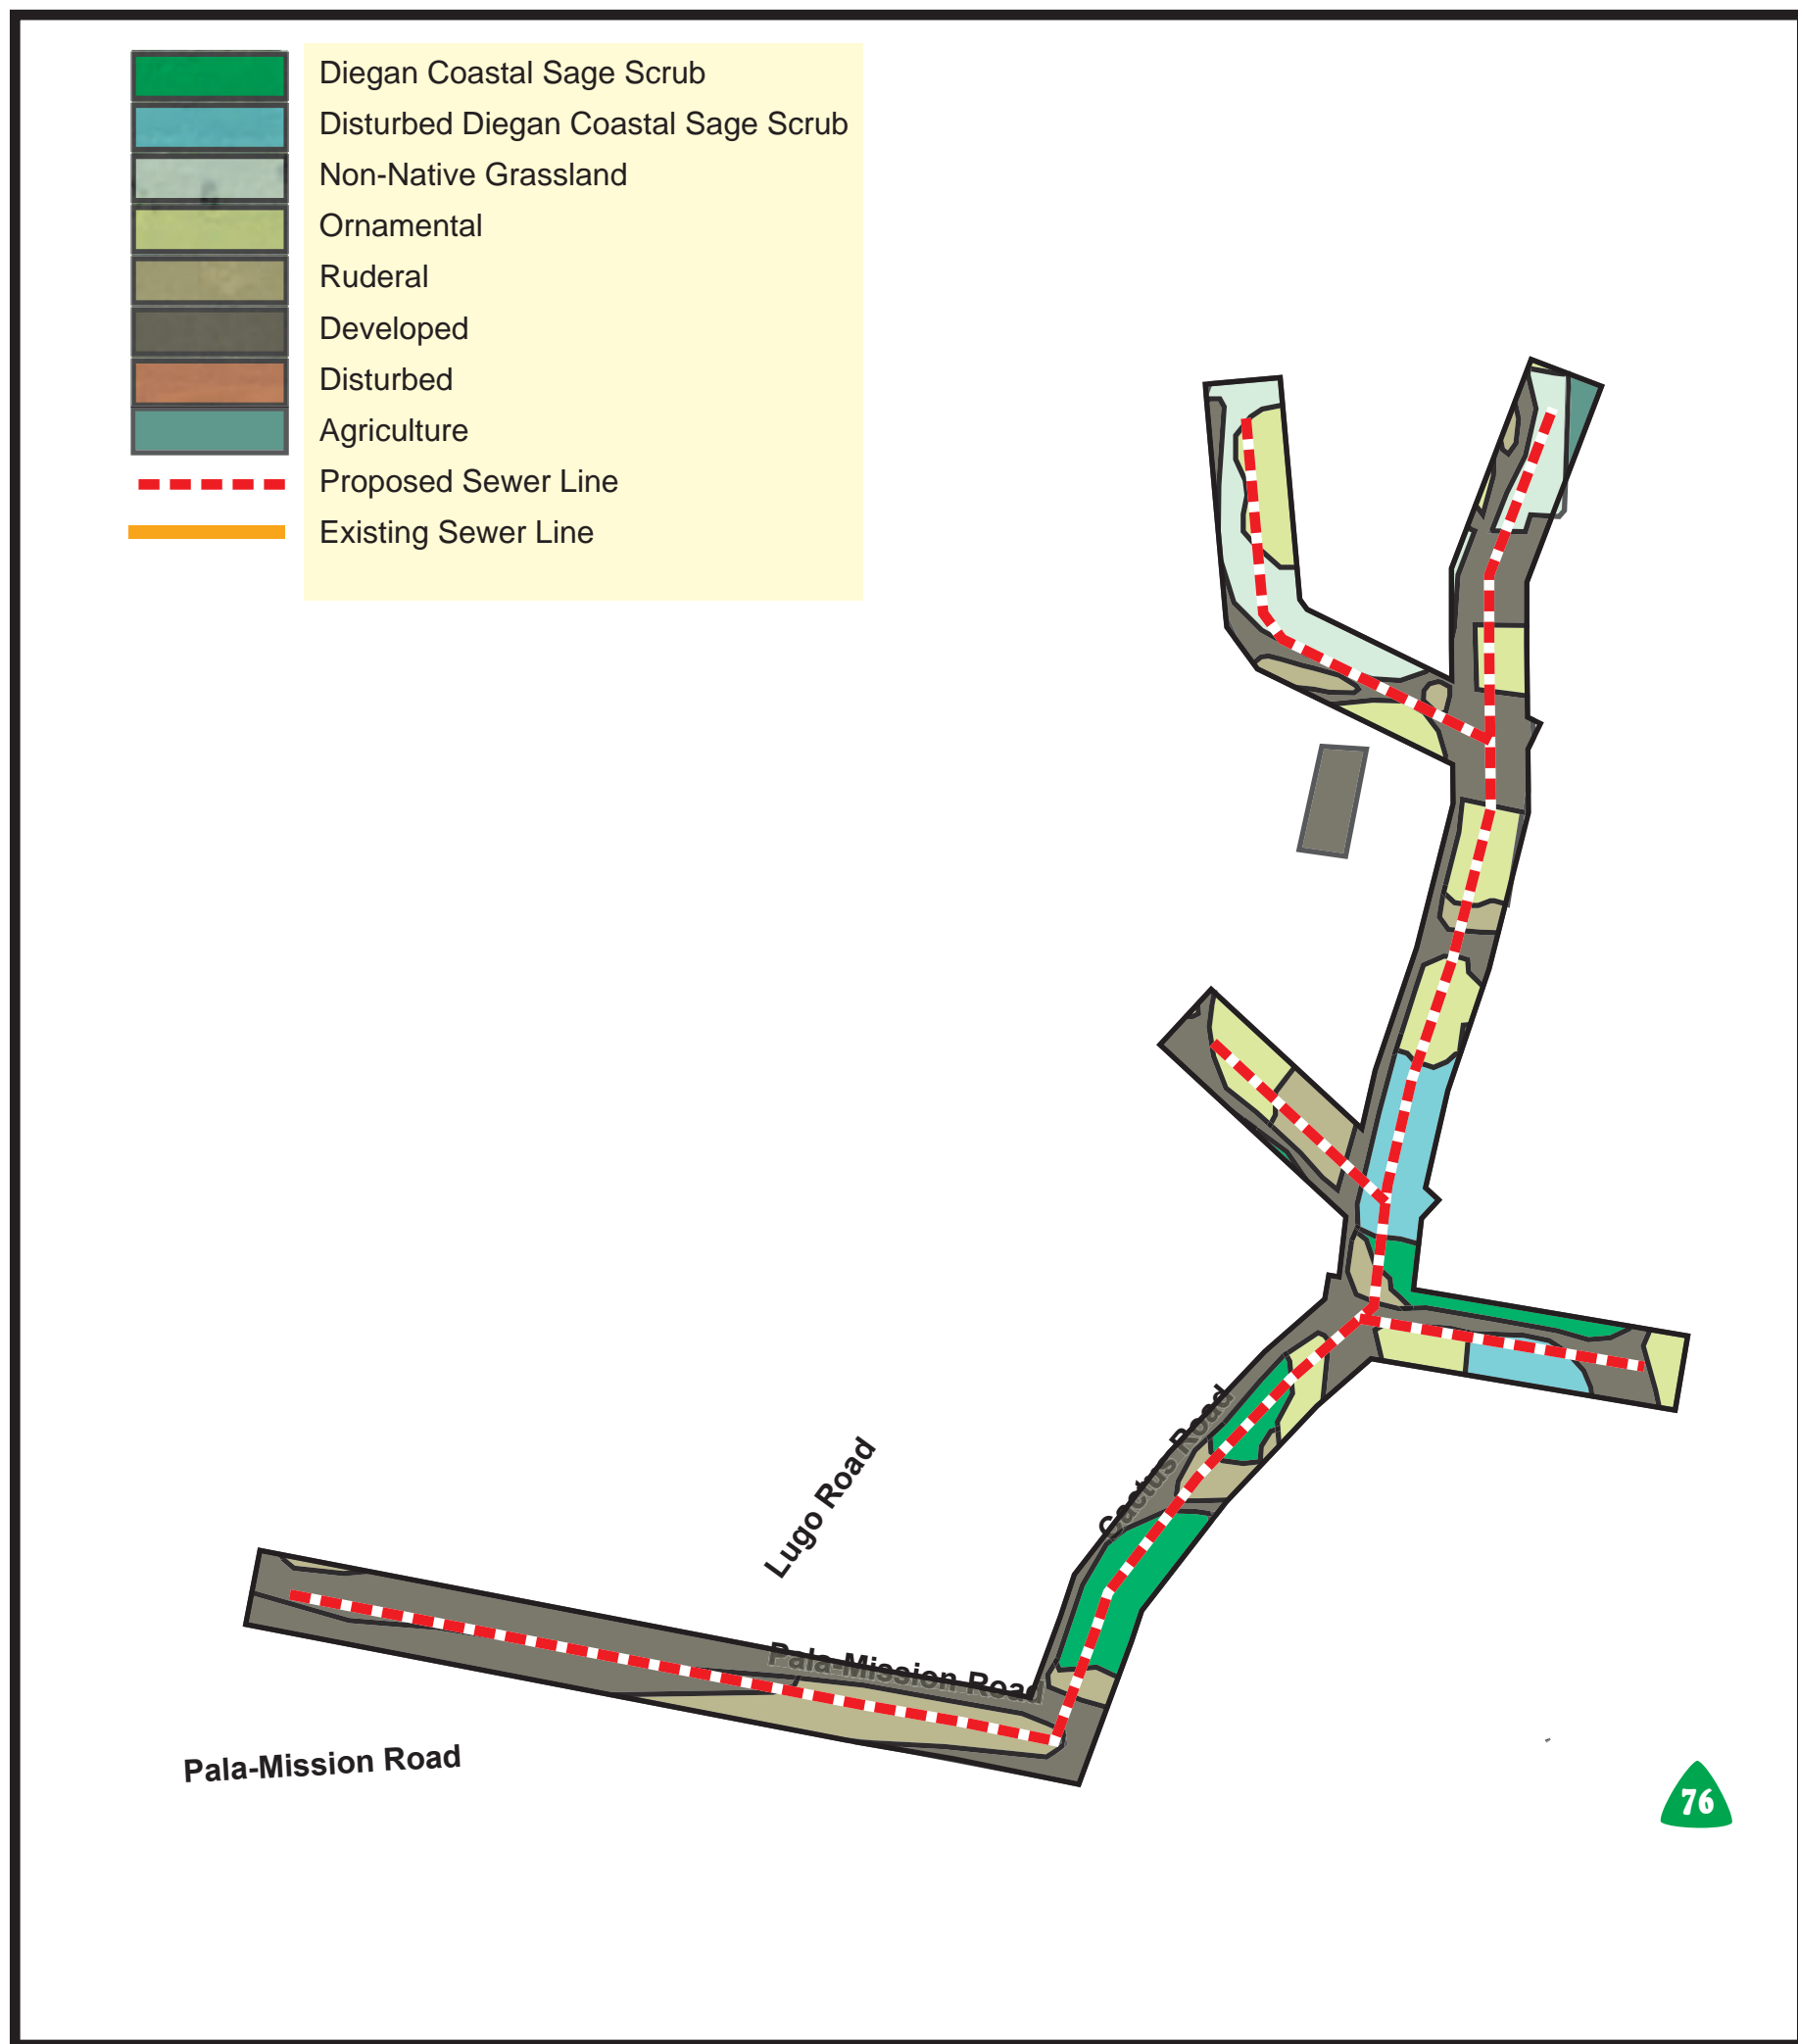 Diegan Coastal Sage Scrub
Disturbed Diegan Coastal Sage Scrub
Non-Native Grassland
Ornamental
Ruderal
Developed
Disturbed
Agriculture
Proposed Sewer Line
Existing Sewer Line
Cactus Road
Lugo Road
Pala-Mission Road
Pala-Mission Road
76